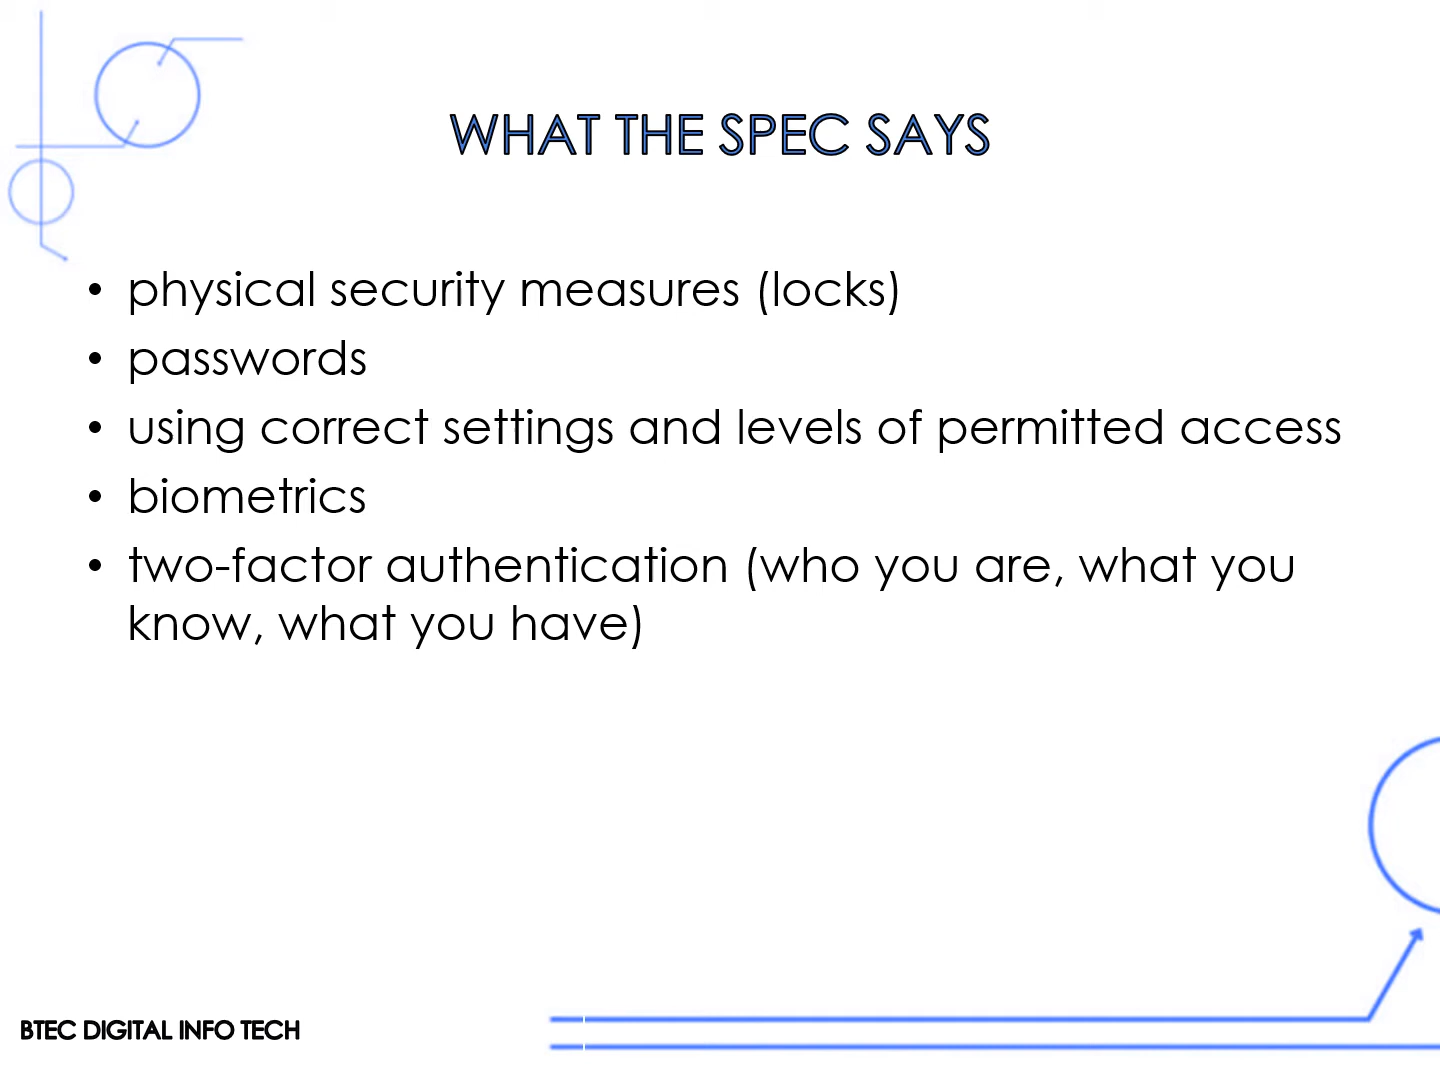 WHAT THE SPEC SAYS
• physical security measures (locks)
• passwords
• using correct settings and levels of permitted access
• biometrics
• two-factor authentication (who you are, what you
know, what you have)
BTEC DIGITAL INFO TECH